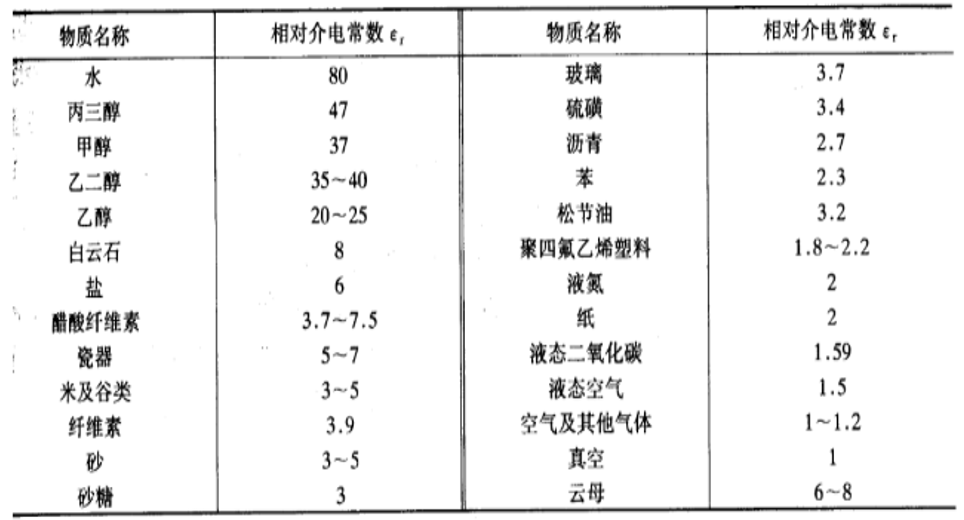 物质名称 相对介电常数 εr 物质名称 相对介电常数 εr
水 80 玻璃 3.7
丙三醇 47 硫磺 3.4
甲醇 37 沥青 2.7
乙二醇 35~40 苯 2.3
乙醇 20~25 松节油 3.2
白云石 8 聚四氟乙烯塑料 1.8~2.2
盐 6 液氮 2
醋酸纤维素 3.7~7.5 纸 2
瓷器 5~7 液态二氧化碳 1.59
米及谷类 3~5 液态空气 1.5
纤维素 3.9 空气及其他气体 1~1.2
砂 3~5 真空 1
砂糖 3 云母 6~8